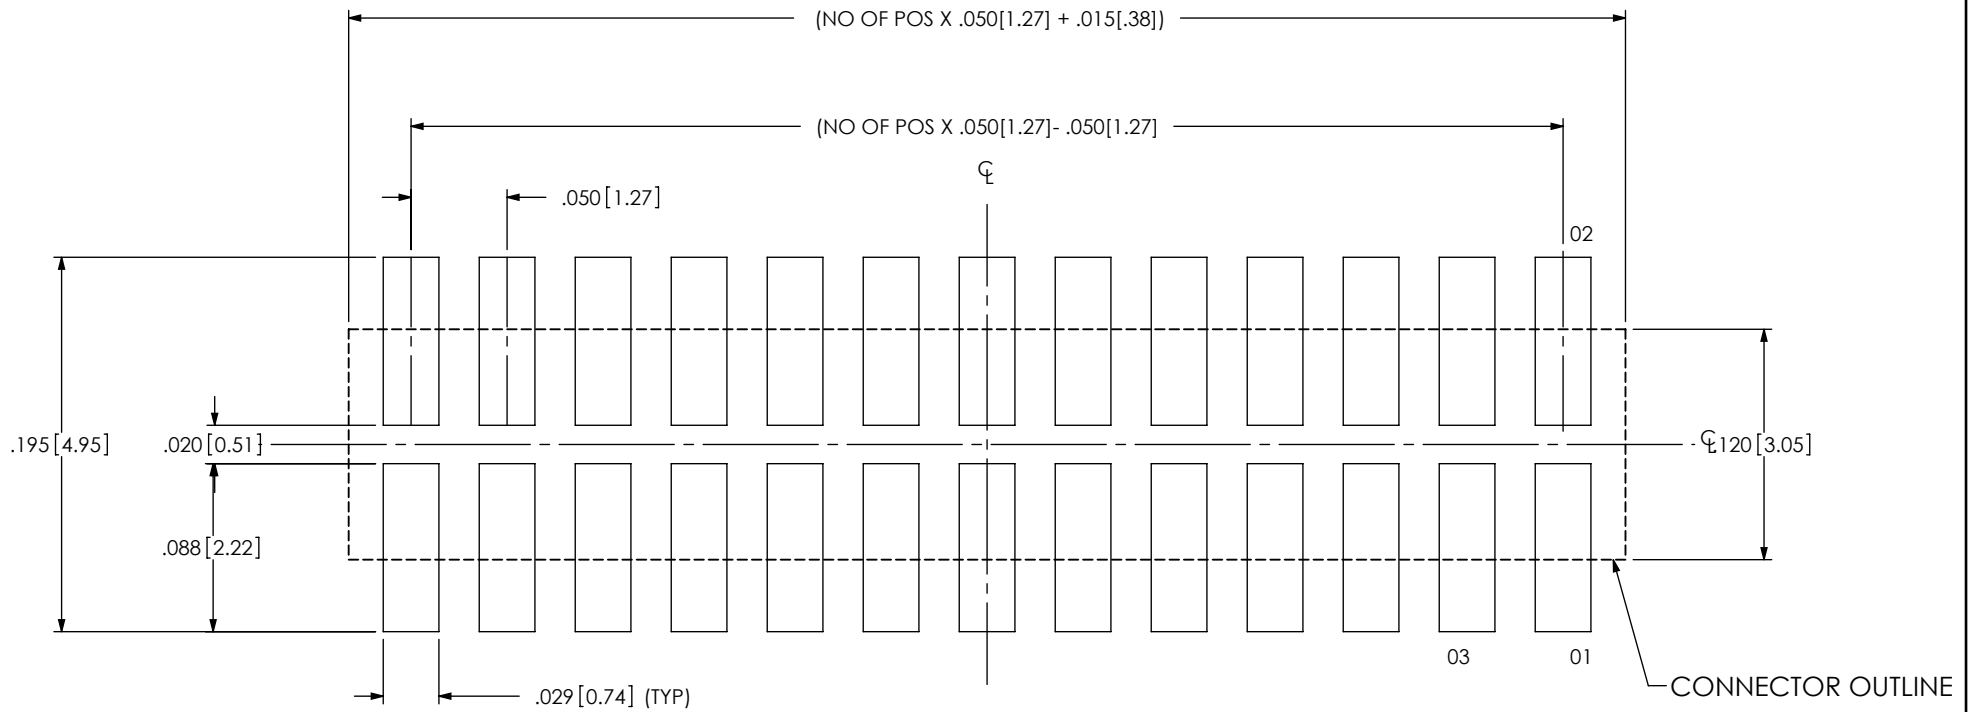 (NO OF POS X .050[1.27] + .015[.38])
(NO OF POS X .050[1.27]- .050[1.27]
℄
.050[1.27]
02
.195[4.95]
.020[0.51]
℄
.120[3.05]
.088[2.22]
03
01
CONNECTOR OUTLINE
.029[0.74] (TYP)